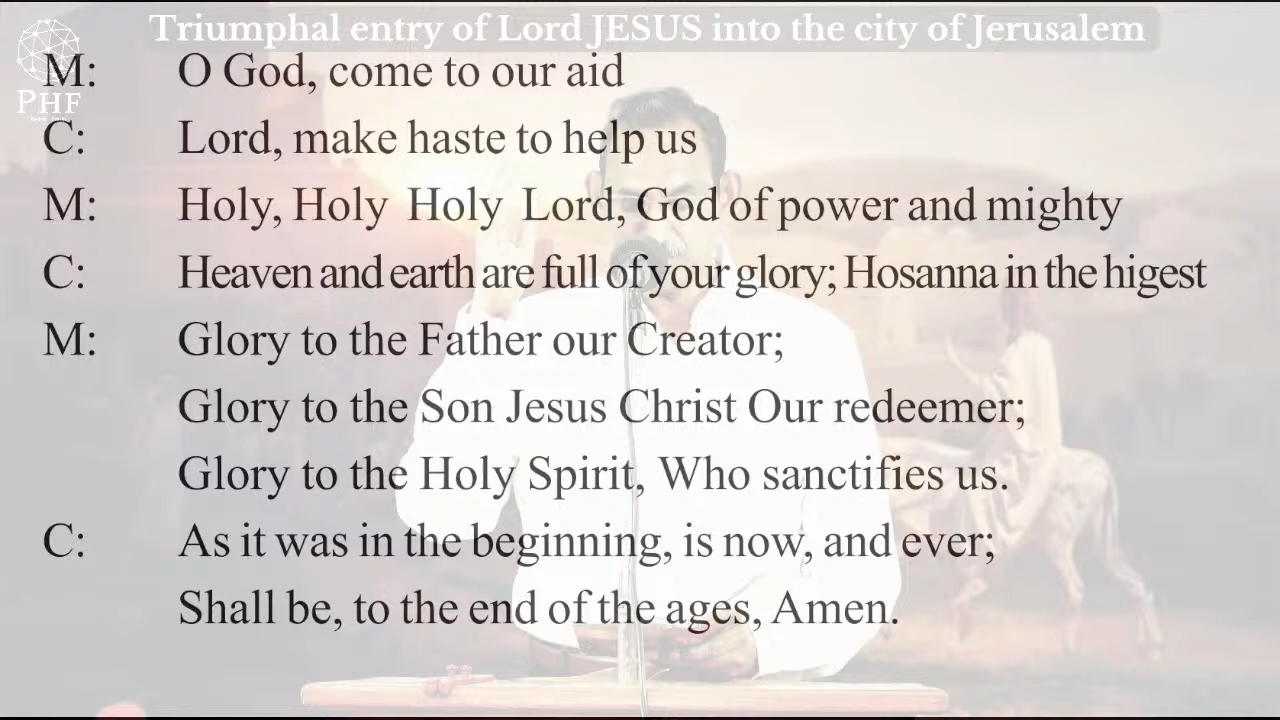 Triumphal entry of Lord JESUS into the city of Jerusalem
PHF
M: O God, come to our aid
C: Lord, make haste to help us
M: Holy, Holy Holy Lord, God of power and mighty
C: Heaven and earth are full of your glory; Hosanna in the higest
M: Glory to the Father our Creator;
Glory to the Son Jesus Christ Our redeemer;
Glory to the Holy Spirit, Who sanctifies us.
C: As it was in the beginning, is now, and ever;
Shall be, to the end of the ages, Amen.